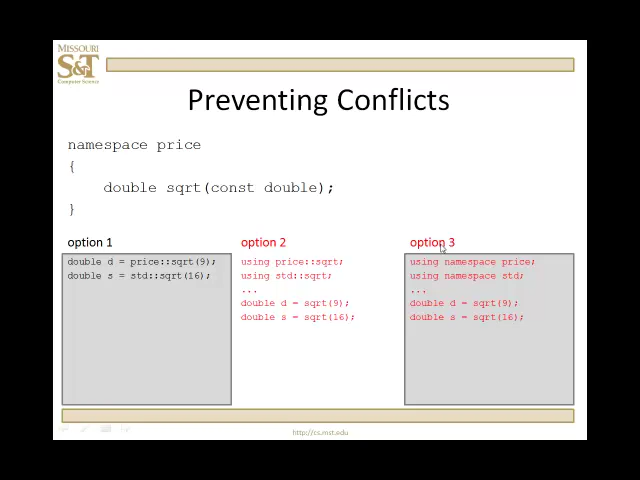 MISSOURI
S&T
Computer Science
Preventing Conflicts
namespace price
{
double sqrt(const double);
}
option 1
double d = price::sqrt(9);
double s = std::sqrt(16);
option 2
using price::sqrt;
using std::sqrt;
...
double d = sqrt(9);
double s = sqrt(16);
option 3
using namespace price;
using namespace std;
...
double d = sqrt(9);
double s = sqrt(16);
http://cs.mst.edu